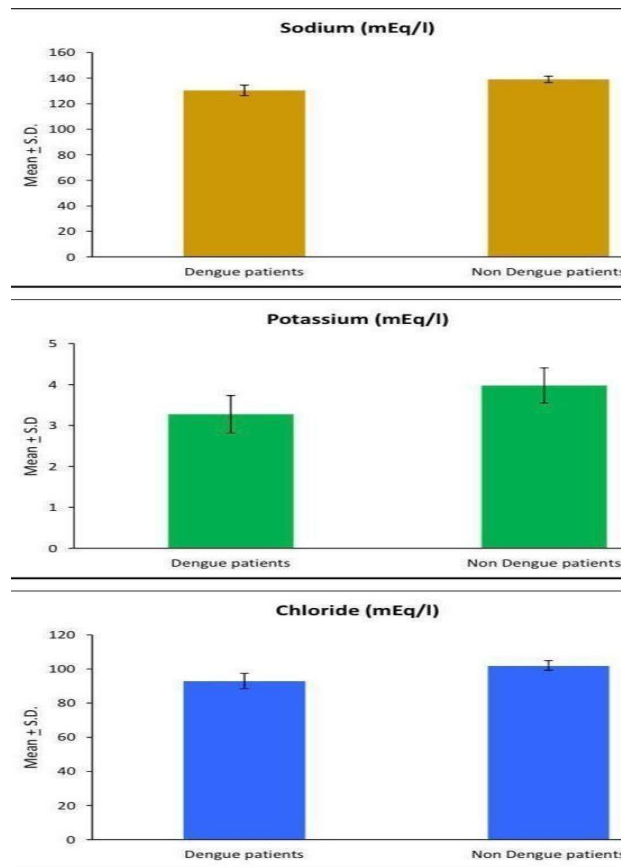 Sodium (mEq/l)
Mean ± S.D.
160
140
120
100
80
60
40
20
0
Dengue patients
Non Dengue patients
Potassium (mEq/l)
Mean ± S.D
5
4
3
2
1
0
Dengue patients
Non Dengue patients
Chloride (mEq/l)
Mean ± S.D.
120
100
80
60
40
20
0
Dengue patients
Non Dengue patients